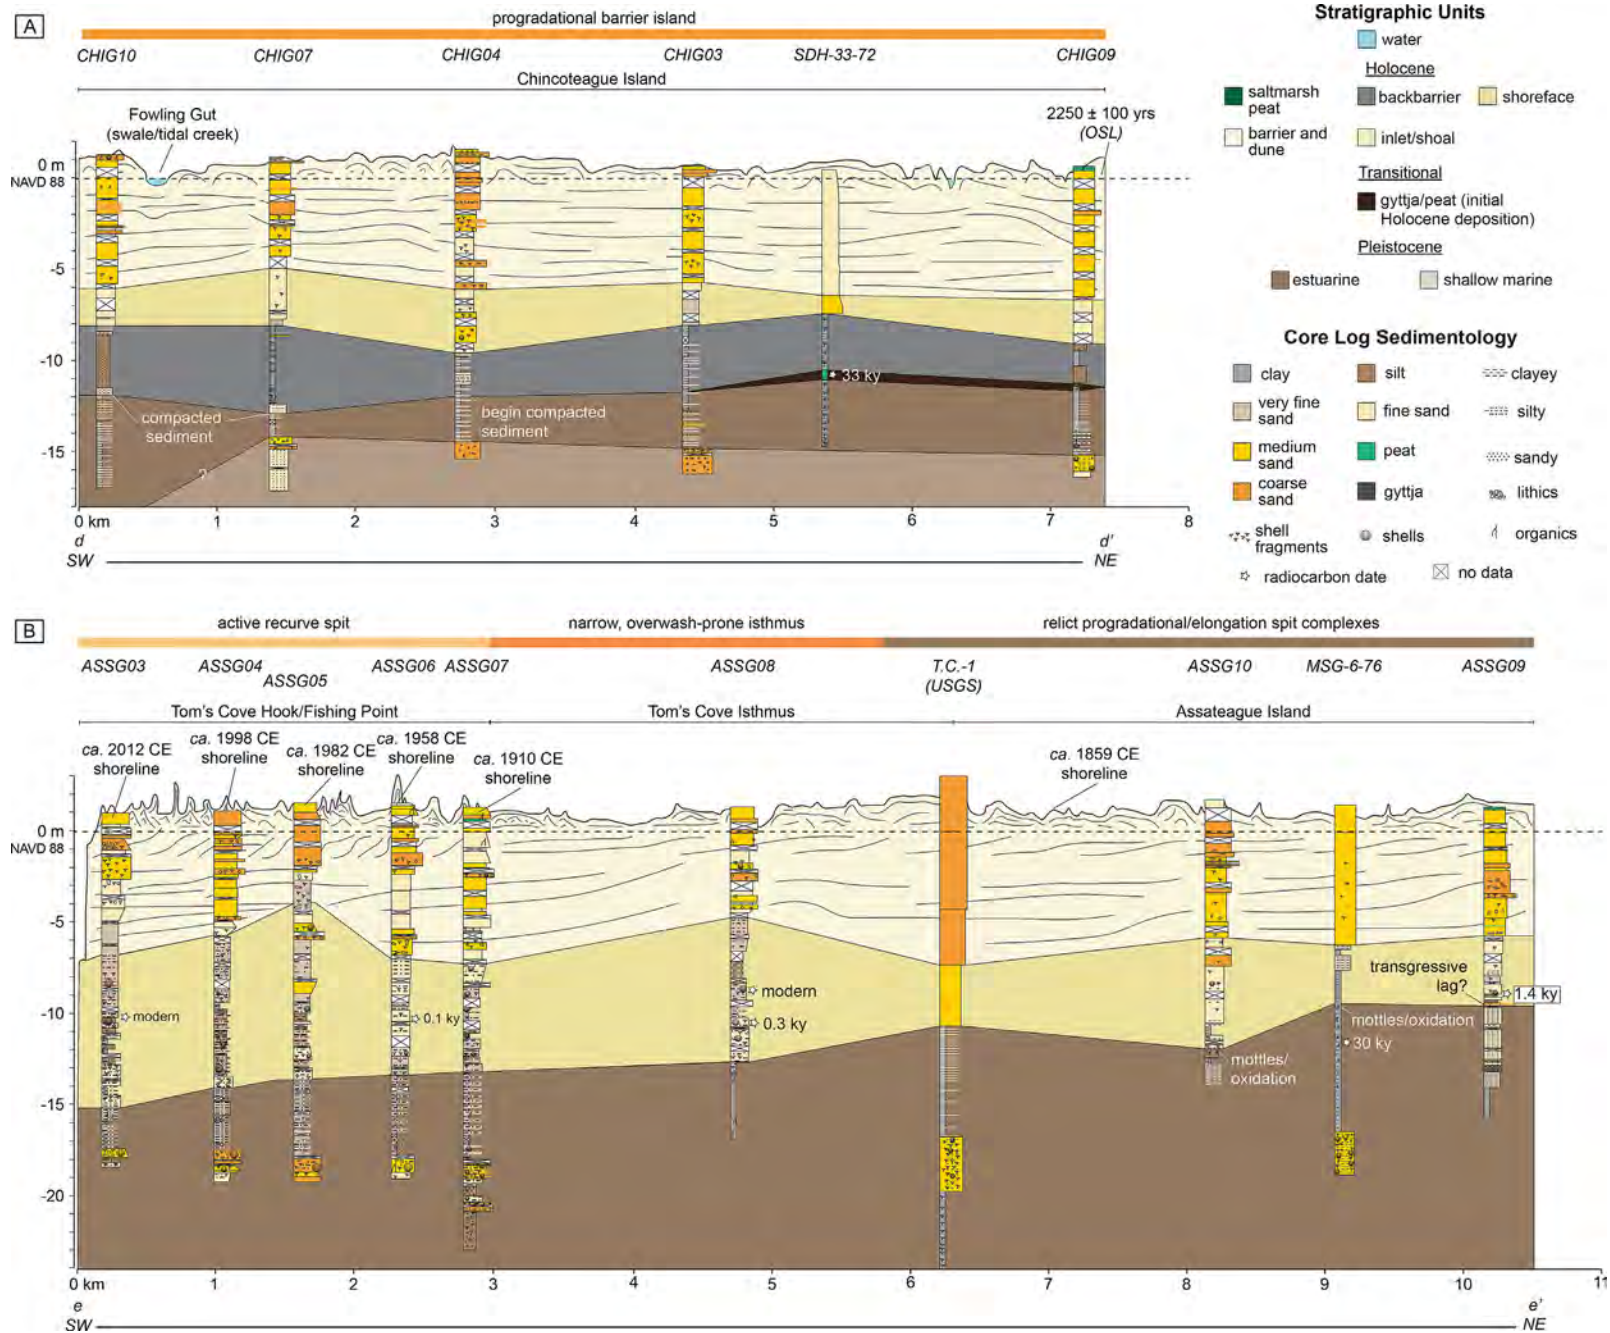 A
progradational barrier island
CHIG10 CHIG07 CHIG04 CHIG03 SDH-33-72 CHIG09
Chincoteague Island
Fowling Gut
(swale/tidal creek)
2250 ± 100 yrs
(OSL)
0 m
NAVD 88
-5
-10
-15
compacted
sediment
begin compacted
sediment
33 ky
?
0 km 1 2 3 4 5 6 7 8
d d'
SW NE
Stratigraphic Units
water
Holocene
saltmarsh
peat
backbarrier
shoreface
barrier and
dune
inlet/shoal
Transitional
gyttja/peat (initial
Holocene deposition)
Pleistocene
estuarine
shallow marine
Core Log Sedimentology
clay
silt
clayey
very fine
sand
fine sand
silty
medium
sand
peat
sandy
coarse
sand
gyttja
lithics
shell
fragments
shells
organics
radiocarbon date
no data
B
active recurve spit
narrow, overwash-prone isthmus
relict progradational/elongation spit complexes
ASSG03 ASSG04 ASSG05 ASSG06 ASSG07 ASSG08 T.C.-1 ASSG10 MSG-6-76 ASSG09
(USGS)
Tom's Cove Hook/Fishing Point
Tom's Cove Isthmus
Assateague Island
ca. 2012 CE
shoreline
ca. 1998 CE
shoreline
ca. 1982 CE
shoreline
ca. 1958 CE
shoreline
ca. 1910 CE
shoreline
ca. 1859 CE
shoreline
0 m
NAVD 88
-5
-10
-15
-20
modern
0.1 ky
modern
0.3 ky
mottles/
oxidation
mottles/oxidation
30 ky
transgressive
lag?
1.4 ky
0 km 1 2 3 4 5 6 7 8 9 10 11
e e'
SW NE